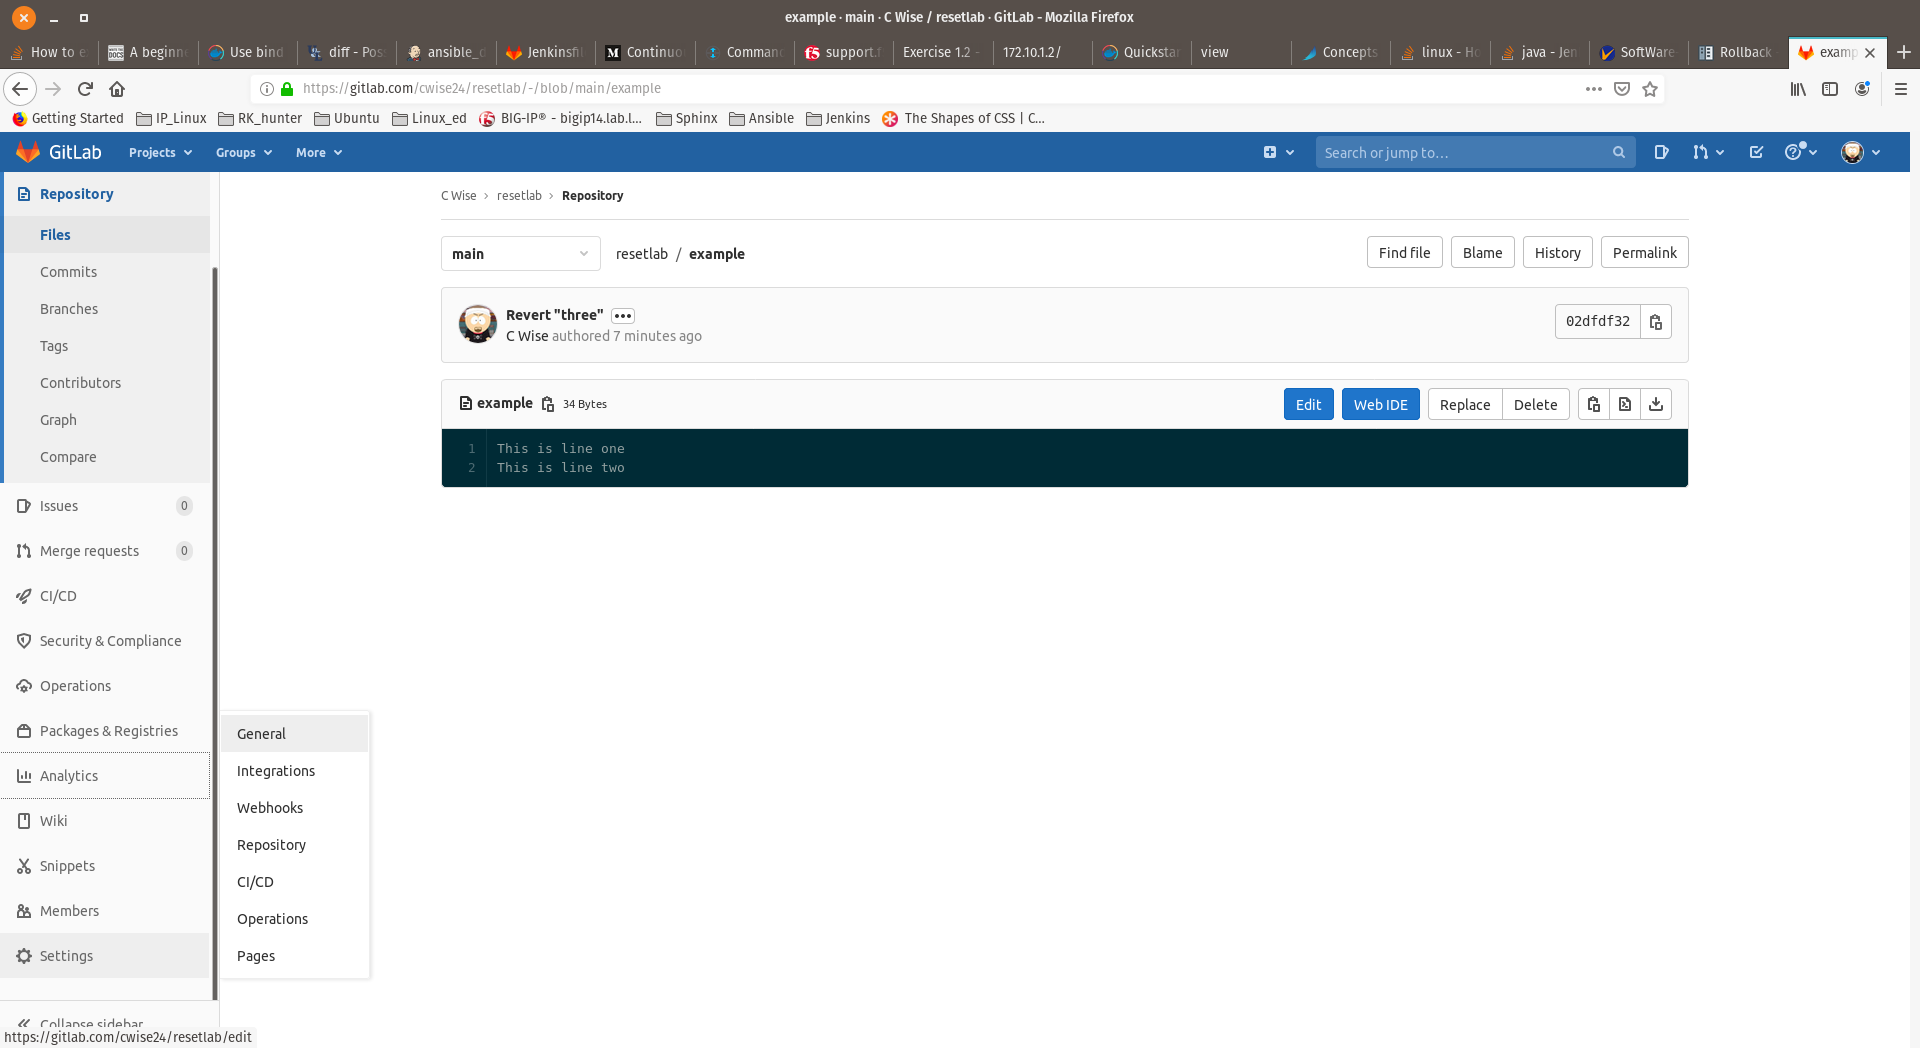 example · main · C Wise / resetlab · GitLab - Mozilla Firefox
How to
A beginn
Use bind
diff - Pos
ansible_d
Jenkinsfil
Continuo
Comman
support.f
Exercise 1.2 -
172.10.1.2/
Quickstar
view
Concepts
linux - Ho
java - Jen
SoftWare
Rollback
examp
https://gitlab.com/cwise24/resetlab/-/blob/main/example
Getting Started
IP_Linux
RK_hunter
Ubuntu
Linux_ed
BIG-IP® - bigip14.lab.l...
Sphinx
Ansible
Jenkins
The Shapes of CSS | C...
GitLab
Projects
Groups
More
Search or jump to...
Repository
Files
Commits
Branches
Tags
Contributors
Graph
Compare
Issues 0
Merge requests 0
CI/CD
Security & Compliance
Operations
Packages & Registries
Analytics
Wiki
Snippets
Members
Settings
Collapse sidebar
https://gitlab.com/cwise24/resetlab/edit
General
Integrations
Webhooks
Repository
CI/CD
Operations
Pages
C Wise > resetlab > Repository
main
resetlab / example
Find file
Blame
History
Permalink
Revert "three" •••
C Wise authored 7 minutes ago
02dfdf32
example 34 Bytes
Edit
Web IDE
Replace
Delete
1 This is line one
2 This is line two